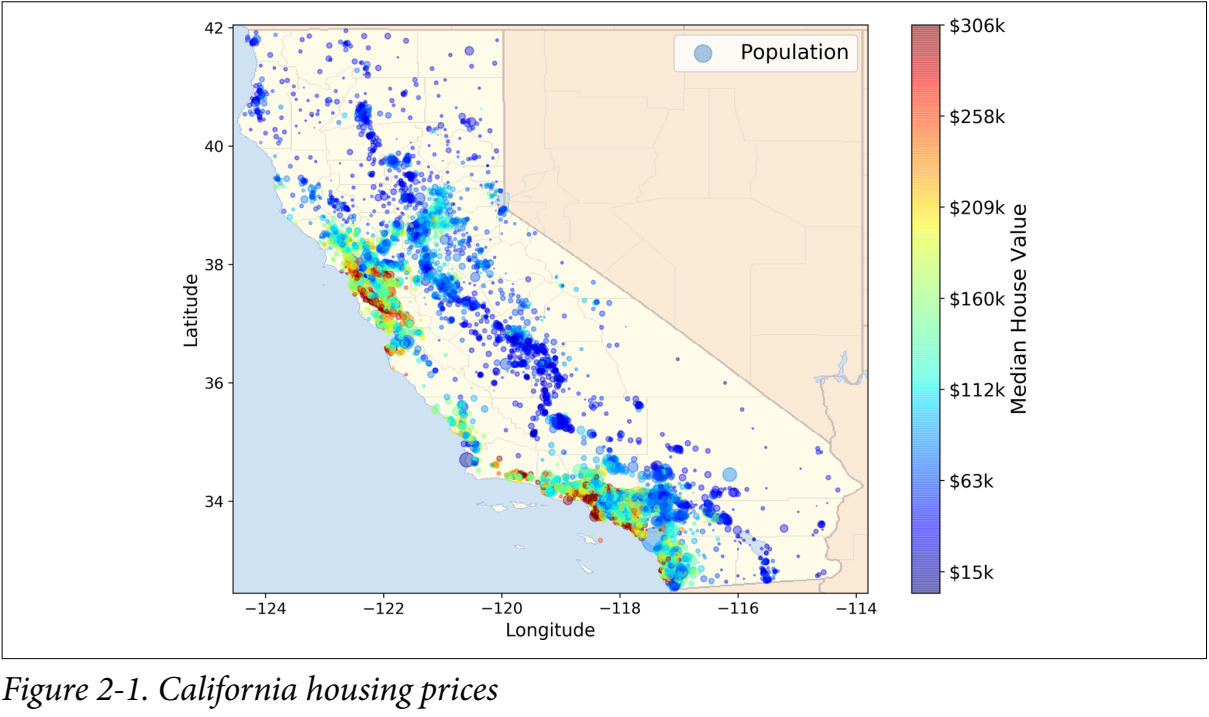 42
40
38
36
34
Latitude
−124
−122
−120
−118
−116
−114
Longitude
Population
$306k
$258k
$209k
$160k
$112k
$63k
$15k
Median House Value
Figure 2-1. California housing prices